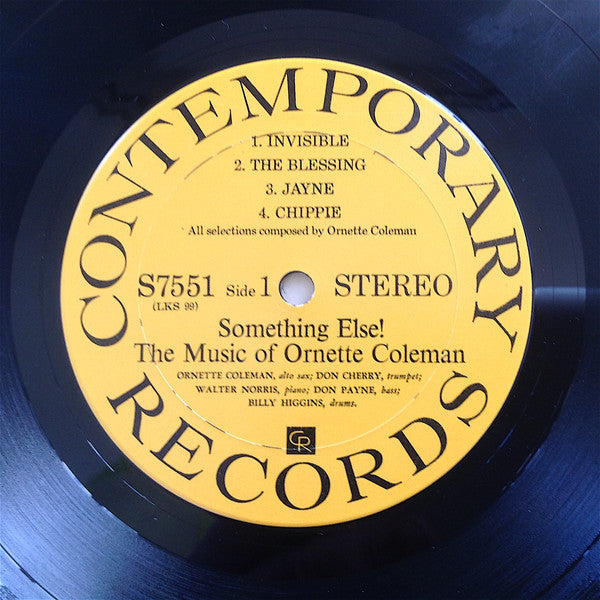 CONTEMPORARY
1. INVISIBLE
2. THE BLESSING
3. JAYNE
4. CHIPPIE
All selections composed by Ornette Coleman
S7551 Side 1 STEREO
(LKS 99)
Something Else!
The Music of Ornette Coleman
ORNETTE COLEMAN, alto sax; DON CHERRY, trumpet;
WALTER NORRIS, piano; DON PAYNE, bass;
BILLY HIGGINS, drums.
CR
RECORDS